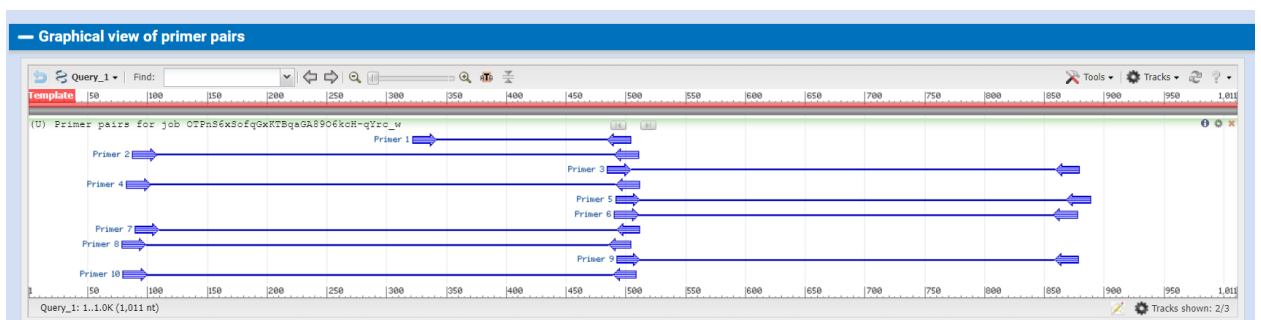 Graphical view of primer pairs
Query_1 Find: Tools Tracks ?
Template 50 100 150 200 250 300 350 400 450 500 550 600 650 700 750 800 850 900 950 1,011
(U) Primer pairs for job OTPnS6xSofqGxKTBqaGA89O6kcH-qYrc_w
Primer 1
Primer 2
Primer 3
Primer 4
Primer 5
Primer 6
Primer 7
Primer 8
Primer 9
Primer 10
1 50 100 150 200 250 300 350 400 450 500 550 600 650 700 750 800 850 900 950 1,011
Query_1: 1..1.0K (1,011 nt) Tracks shown: 2/3